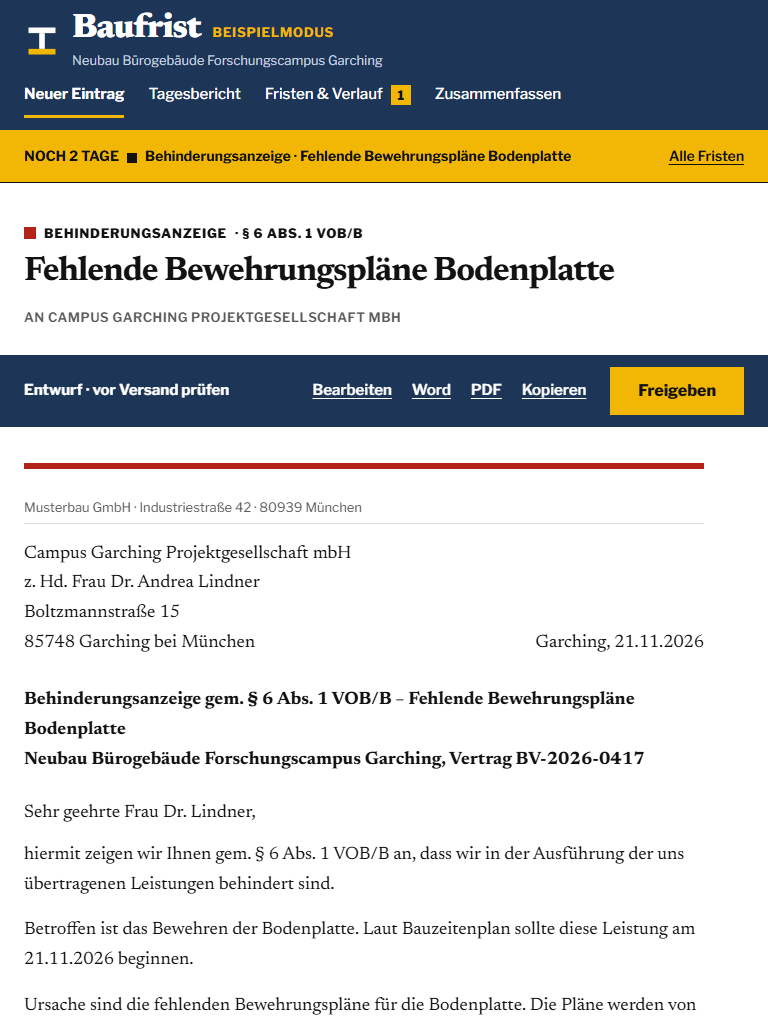 Baufrist BEISPIELMODUS
Neubau Bürogebäude Forschungscampus Garching
Neuer Eintrag Tagesbericht Fristen & Verlauf 1 Zusammenfassen
NOCH 2 TAGE ■ Behinderungsanzeige · Fehlende Bewehrungspläne Bodenplatte Alle Fristen
BEHINDERUNGSANZEIGE · § 6 ABS. 1 VOB/B
Fehlende Bewehrungspläne Bodenplatte
AN CAMPUS GARCHING PROJEKTGESELLSCHAFT MBH
Entwurf · vor Versand prüfen Bearbeiten Word PDF Kopieren Freigeben
Musterbau GmbH · Industriestraße 42 · 80939 München
Campus Garching Projektgesellschaft mbH
z. Hd. Frau Dr. Andrea Lindner
Boltzmannstraße 15
85748 Garching bei München Garching, 21.11.2026
Behinderungsanzeige gem. § 6 Abs. 1 VOB/B – Fehlende Bewehrungspläne
Bodenplatte
Neubau Bürogebäude Forschungscampus Garching, Vertrag BV-2026-0417
Sehr geehrte Frau Dr. Lindner,
hiermit zeigen wir Ihnen gem. § 6 Abs. 1 VOB/B an, dass wir in der Ausführung der uns
übertragenen Leistungen behindert sind.
Betroffen ist das Bewehren der Bodenplatte. Laut Bauzeitenplan sollte diese Leistung am
21.11.2026 beginnen.
Ursache sind die fehlenden Bewehrungspläne für die Bodenplatte. Die Pläne werden von